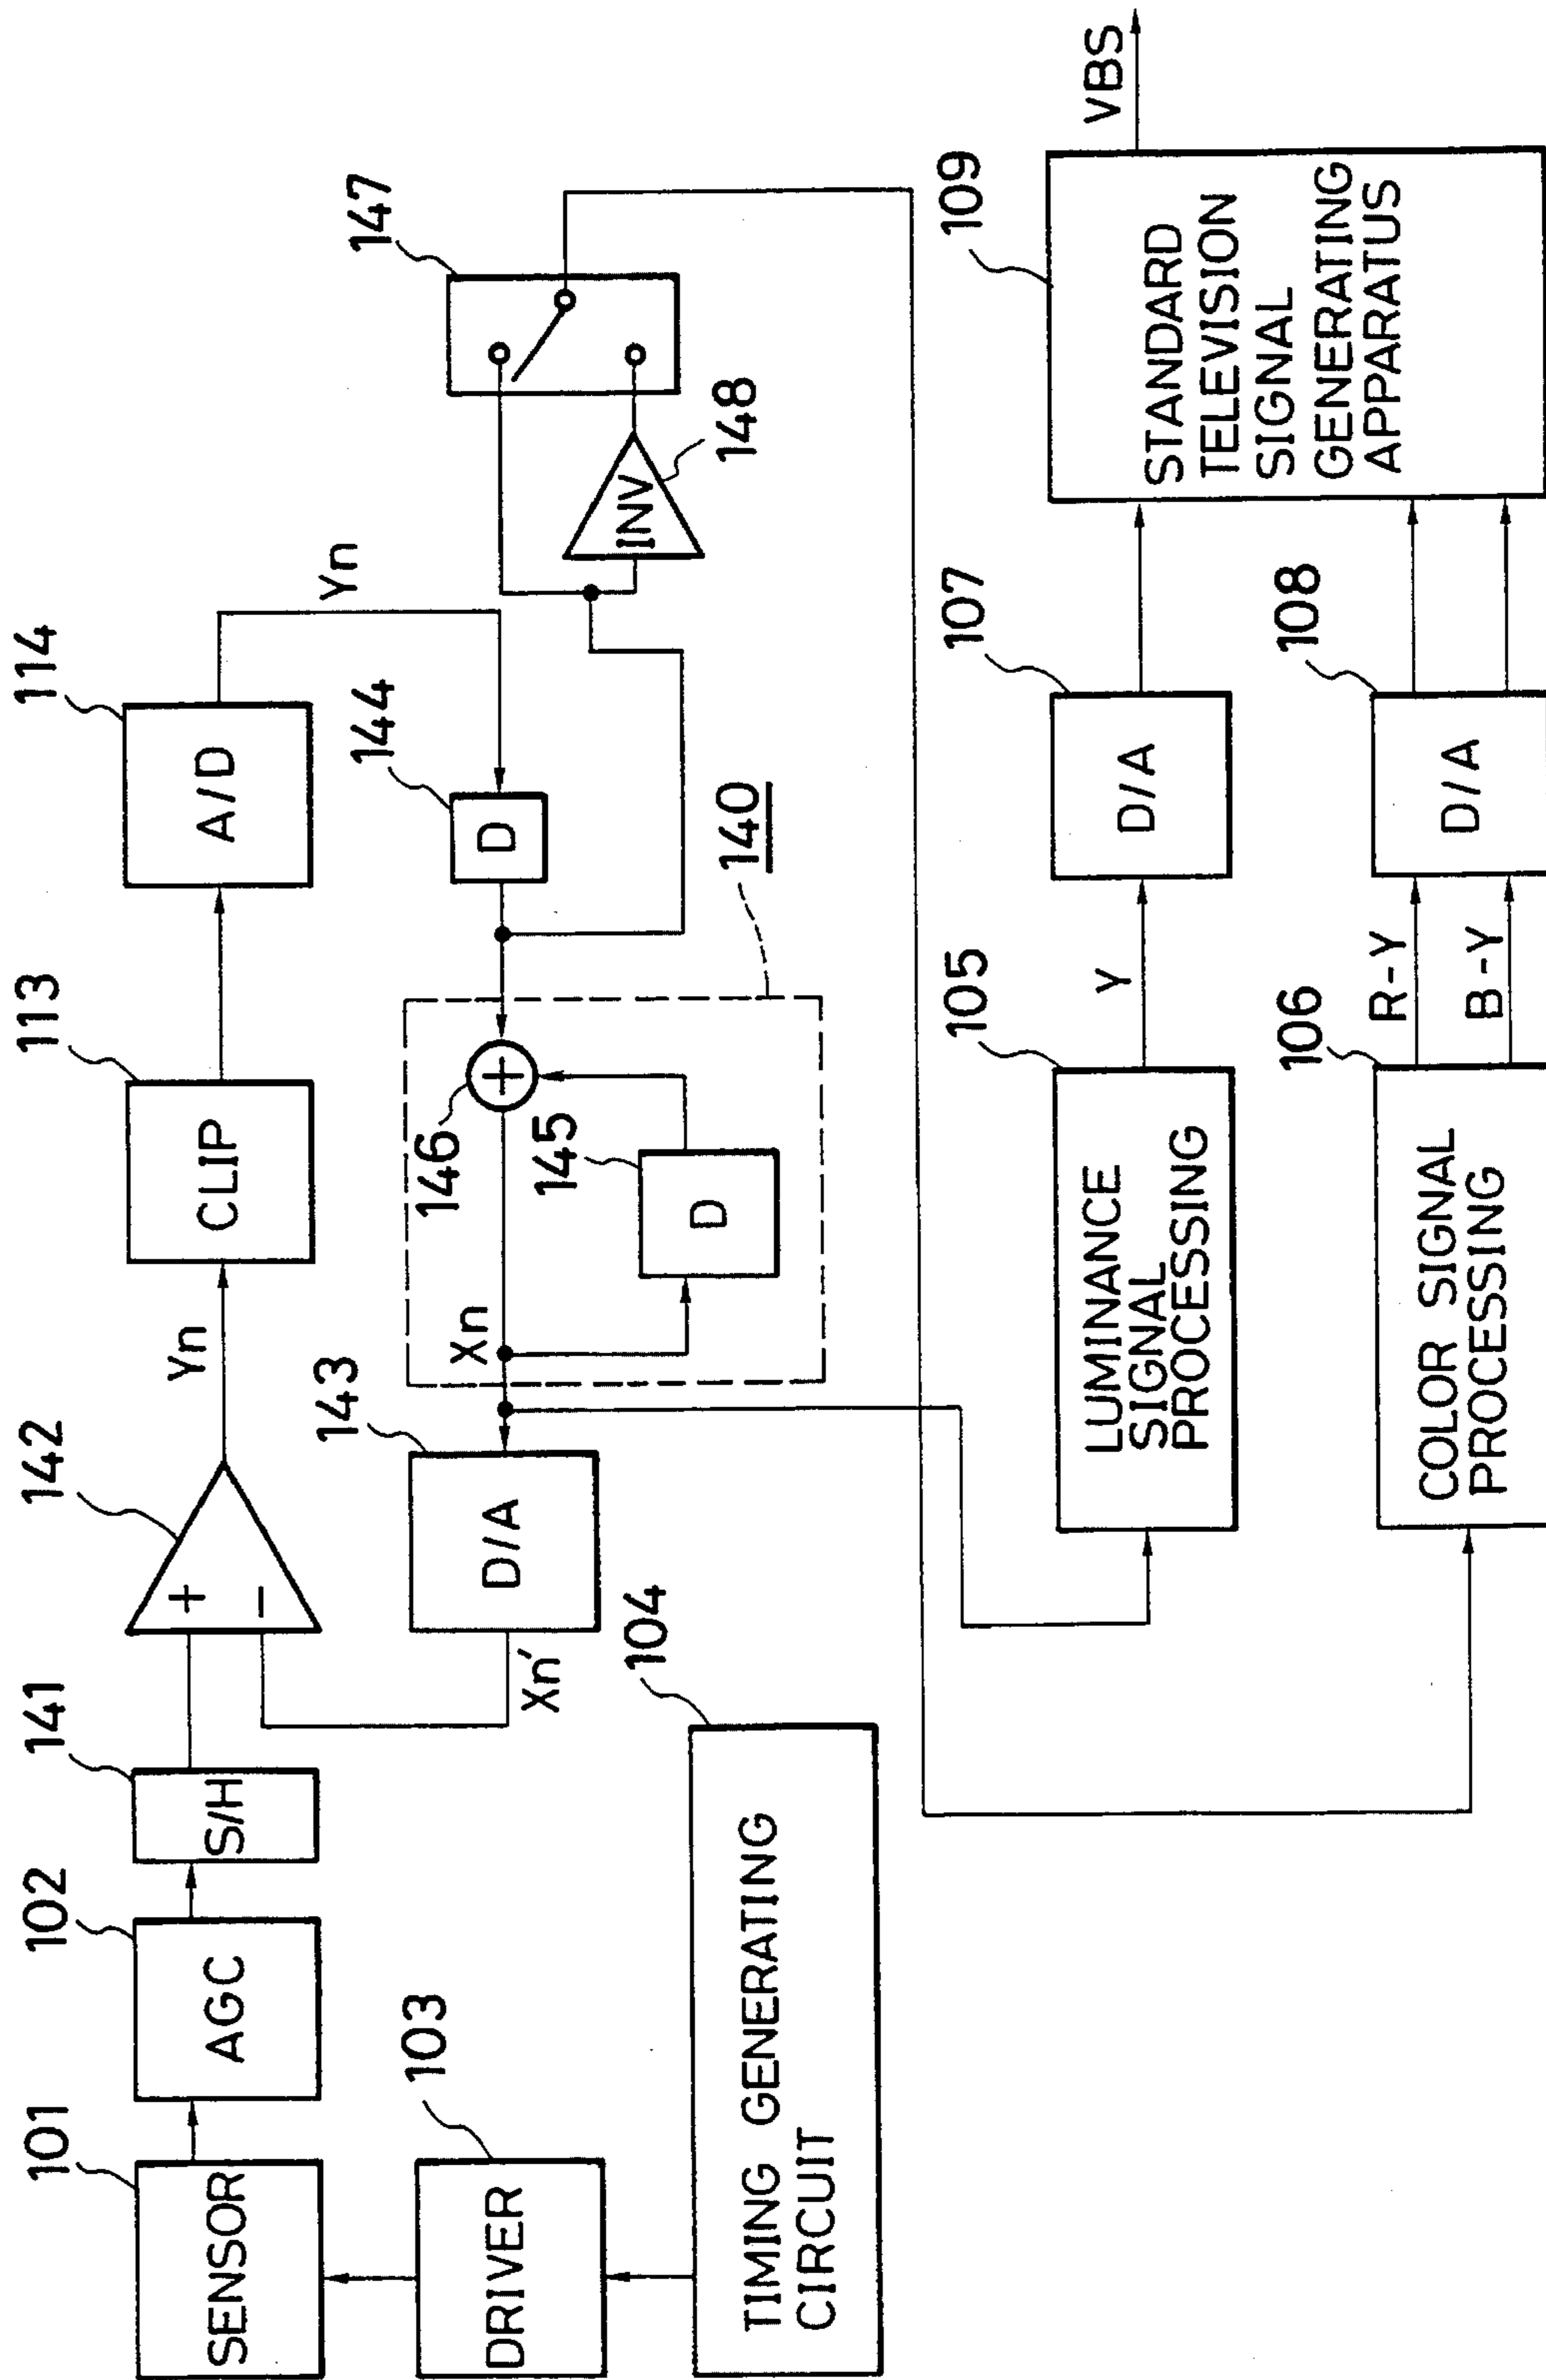 101
SENSOR
102
AGC
141
S/H
142
+
−
Yn
113
CLIP
114
A/D
Yn
103
DRIVER
Xn'
143
D/A
Xn
146
+
145
D
140
144
D
147
INV
148
104
TIMING GENERATING
CIRCUIT
105
LUMINANCE
SIGNAL
PROCESSING
Y
107
D/A
109
STANDARD
TELEVISION
SIGNAL
GENERATING
APPARATUS
VBS
106
COLOR SIGNAL
PROCESSING
R-Y
B-Y
108
D/A